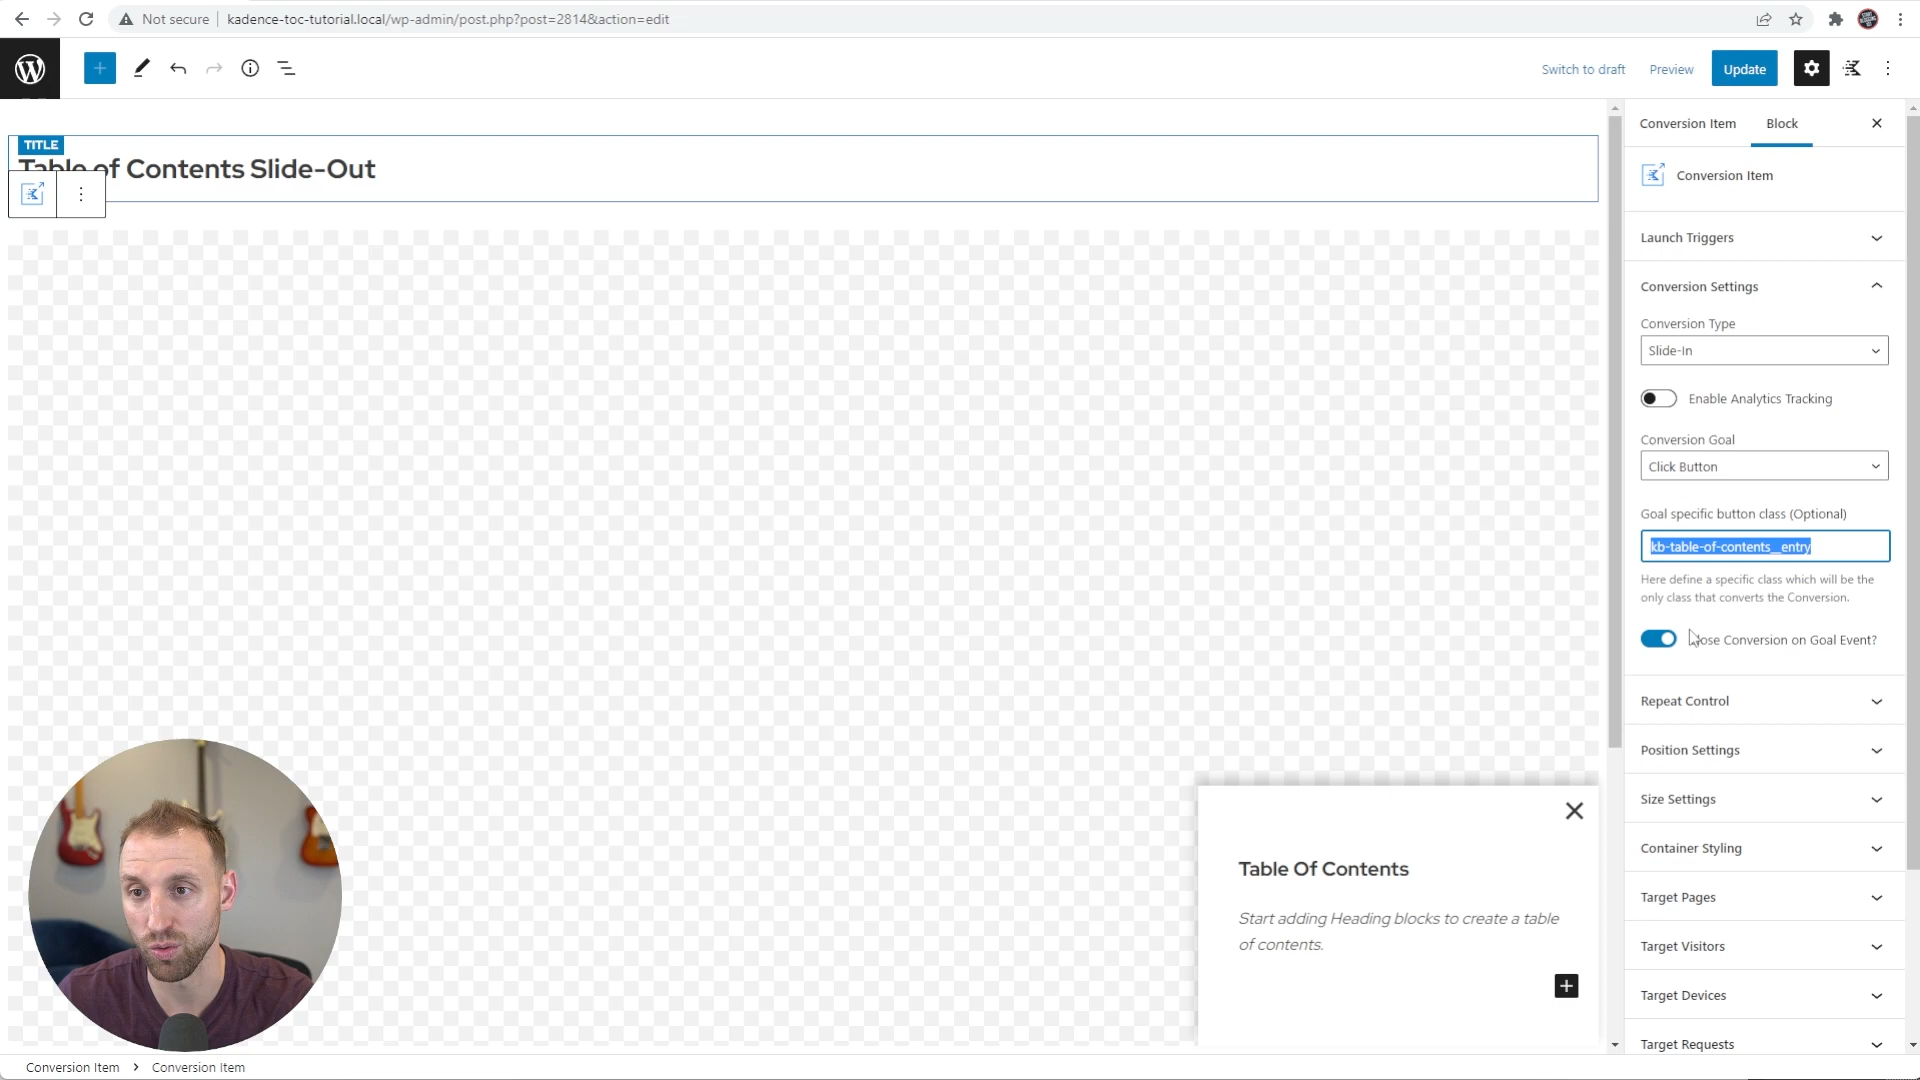 Not secure
kadence-toc-tutorial.local/wp-admin/post.php?post=2814&action=edit
Switch to draft
Preview
Update
TITLE
Table of Contents Slide-Out
Conversion Item
Block
Conversion Item
Launch Triggers
Conversion Settings
Conversion Type
Slide-In
Enable Analytics Tracking
Conversion Goal
Click Button
Goal specific button class (Optional)
kb-table-of-contents__entry
Here define a specific class which will be the
only class that converts the Conversion.
Close Conversion on Goal Event?
Repeat Control
Position Settings
Size Settings
Container Styling
Target Pages
Target Visitors
Target Devices
Target Requests
Table Of Contents
Start adding Heading blocks to create a table
of contents.
Conversion Item
Conversion Item